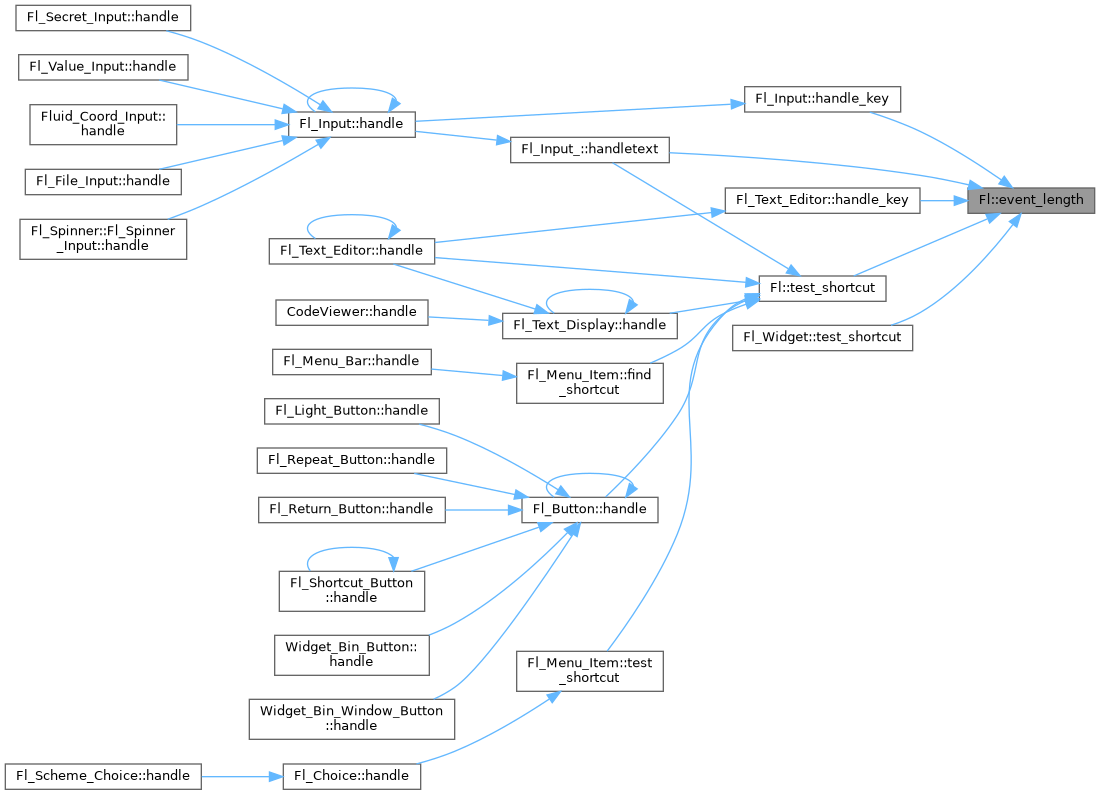 Fl_Secret_Input::handle
Fl_Value_Input::handle
Fluid_Coord_Input::
handle
Fl_File_Input::handle
Fl_Spinner::Fl_Spinner
_Input::handle
Fl_Input::handle
Fl_Input::handle_key
Fl_Input_::handletext
Fl::event_length
Fl_Text_Editor::handle_key
Fl_Text_Editor::handle
Fl::test_shortcut
CodeViewer::handle
Fl_Text_Display::handle
Fl_Widget::test_shortcut
Fl_Menu_Bar::handle
Fl_Menu_Item::find
_shortcut
Fl_Light_Button::handle
Fl_Repeat_Button::handle
Fl_Return_Button::handle
Fl_Button::handle
Fl_Shortcut_Button
::handle
Widget_Bin_Button::
handle
Fl_Menu_Item::test
_shortcut
Widget_Bin_Window_Button
::handle
Fl_Scheme_Choice::handle
Fl_Choice::handle